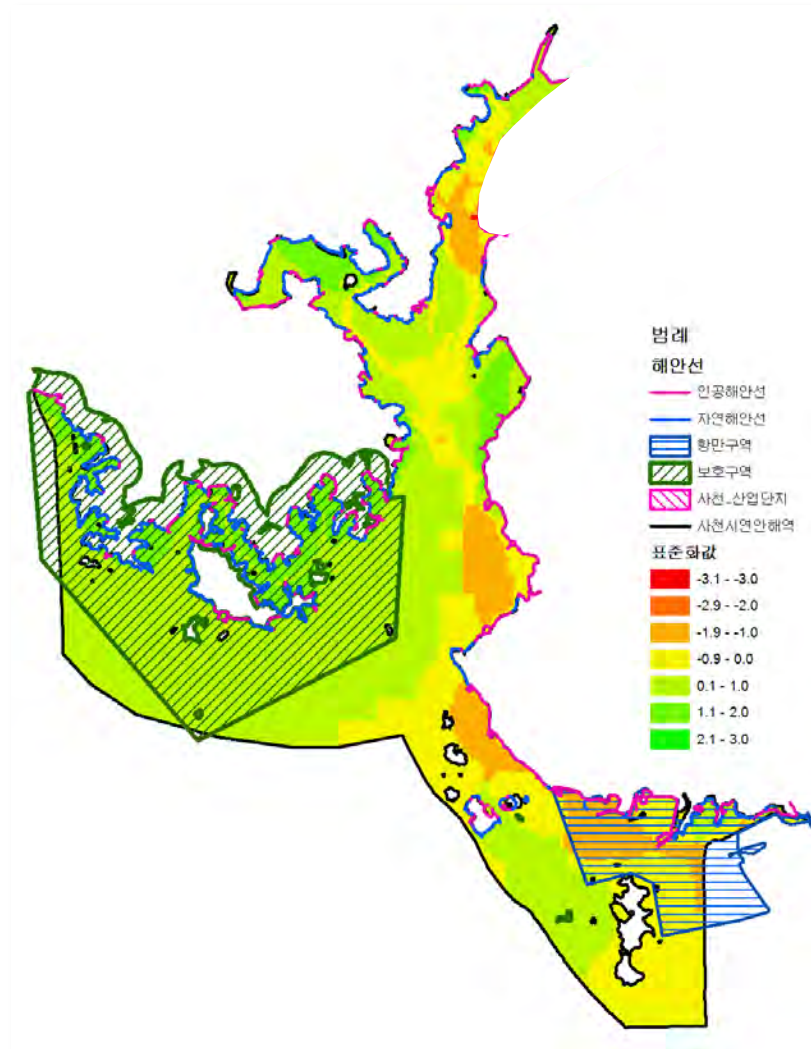 범례
해안선
인공해안선
자연해안선
항만구역
보호구역
사천_산업단지
사천시연안해역
표준화값
-3.1 - -3.0
-2.9 - -2.0
-1.9 - -1.0
-0.9 - 0.0
0.1 - 1.0
1.1 - 2.0
2.1 - 3.0